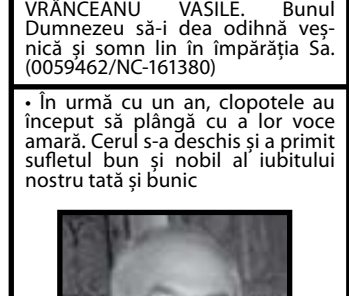 VRÂNCEANU VASILE. Bunul
Dumnezeu să-i dea odihnă veș-
nică și somn lin în împărăția Sa.
(0059462/NC-161380)
• În urmă cu un an, clopotele au
început să plângă cu a lor voce
amară. Cerul s-a deschis și a primit
sufletul bun și nobil al iubitului
nostru tată și bunic